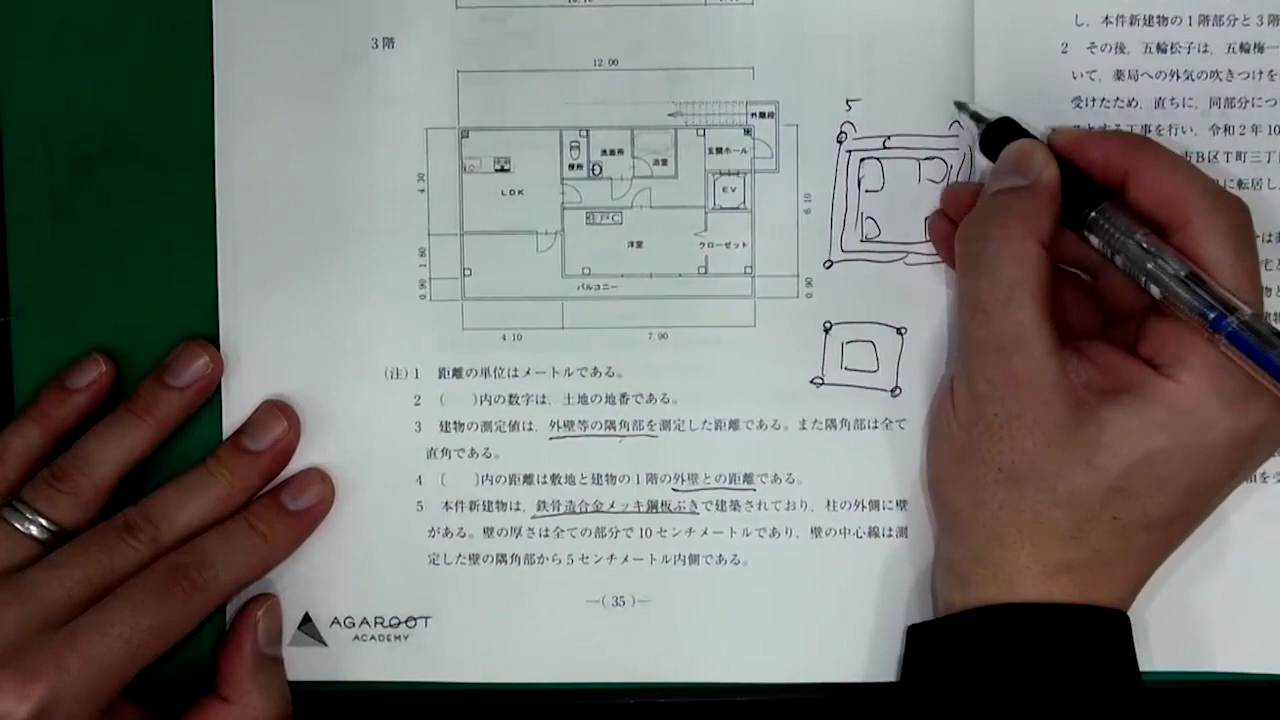 3階
12.00
外階段
便所
洗面所
浴室
玄関ホール
LDK
EV
洋室
クローゼット
バルコニー
4.30
1.80
0.90
6.10
0.90
4.10
7.90
5
(注)1 距離の単位はメートルである。
2 ( )内の数字は、土地の地番である。
3 建物の測定値は、外壁等の隅角部を測定した距離である。また隅角部は全て
直角である。
4 〔 〕内の距離は敷地と建物の1階の外壁との距離である。
5 本件新建物は、鉄骨造合金メッキ鋼板ぶきで建築されており、柱の外側に壁
がある。壁の厚さは全ての部分で10センチメートルであり、壁の中心線は測
定した壁の隅角部から5センチメートル内側である。
―(35)―
AGAROOT
ACADEMY
し、本件新建物の1階部分と3階
2 その後、五輪松子は、五輪梅一
いて、薬局への外気の吹きつけを
受けたため、直ちに、同部分につ
工事を行い、令和2年10
B区T町三丁
に転居し